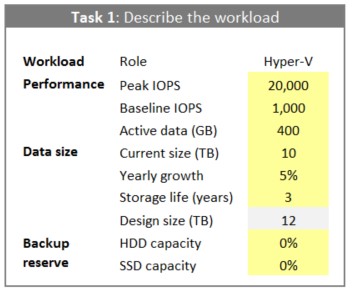 Task 1: Describe the workload
Workload Role Hyper-V
Performance Peak IOPS 20,000
Baseline IOPS 1,000
Active data (GB) 400
Data size Current size (TB) 10
Yearly growth 5%
Storage life (years) 3
Design size (TB) 12
Backup HDD capacity 0%
reserve SSD capacity 0%